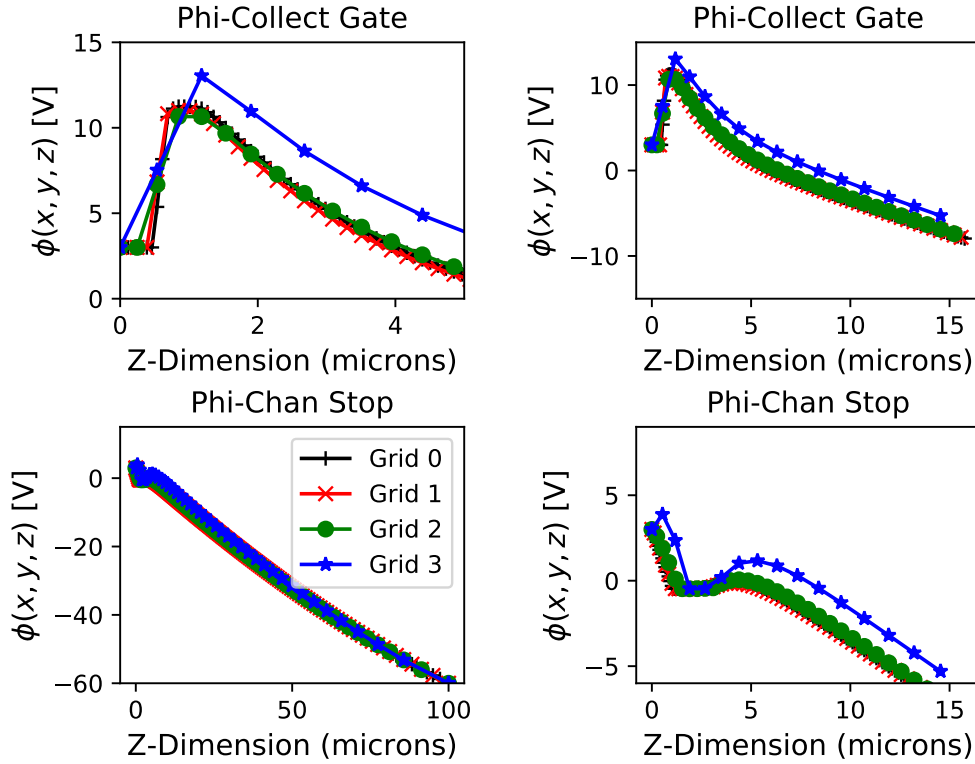 Phi-Collect Gate
15
10
5
0
ϕ(x, y, z) [V]
0 2 4
Z-Dimension (microns)
Phi-Collect Gate
10
0
−10
ϕ(x, y, z) [V]
0 5 10 15
Z-Dimension (microns)
Phi-Chan Stop
0
−20
−40
−60
ϕ(x, y, z) [V]
Grid 0
Grid 1
Grid 2
Grid 3
0 50 100
Z-Dimension (microns)
Phi-Chan Stop
5
0
−5
ϕ(x, y, z) [V]
0 5 10 15
Z-Dimension (microns)